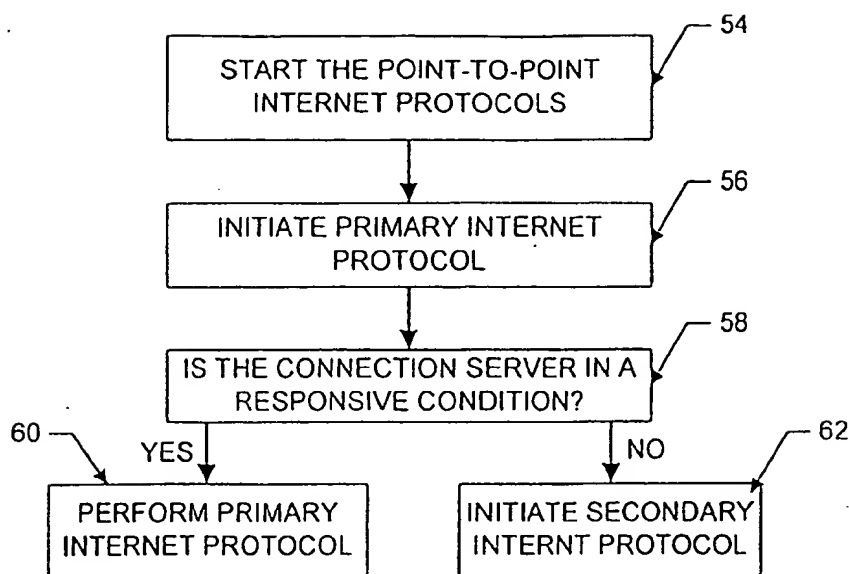 54
START THE POINT-TO-POINT
INTERNET PROTOCOLS
56
INITIATE PRIMARY INTERNET
PROTOCOL
58
IS THE CONNECTION SERVER IN A
RESPONSIVE CONDITION?
60
YES
NO
62
PERFORM PRIMARY
INTERNET PROTOCOL
INITIATE SECONDARY
INTERNT PROTOCOL